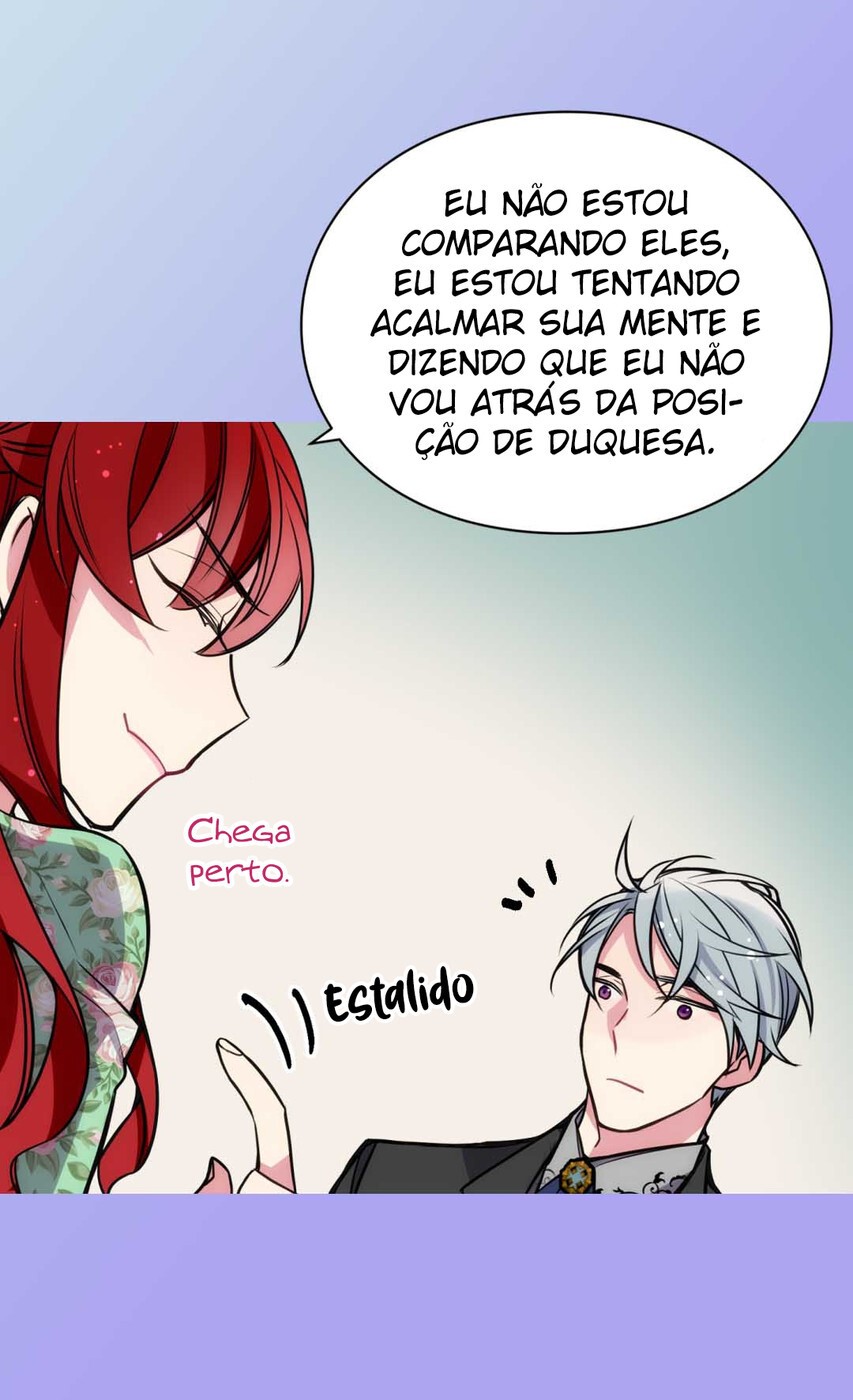 EU NÃO ESTOU
COMPARANDO ELES,
EU ESTOU TENTANDO
ACALMAR SUA MENTE E
DIZENDO QUE EU NÃO
VOU ATRÁS DA POSI-
ÇÃO DE DUQUESA.
Chega
perto.
Estalido